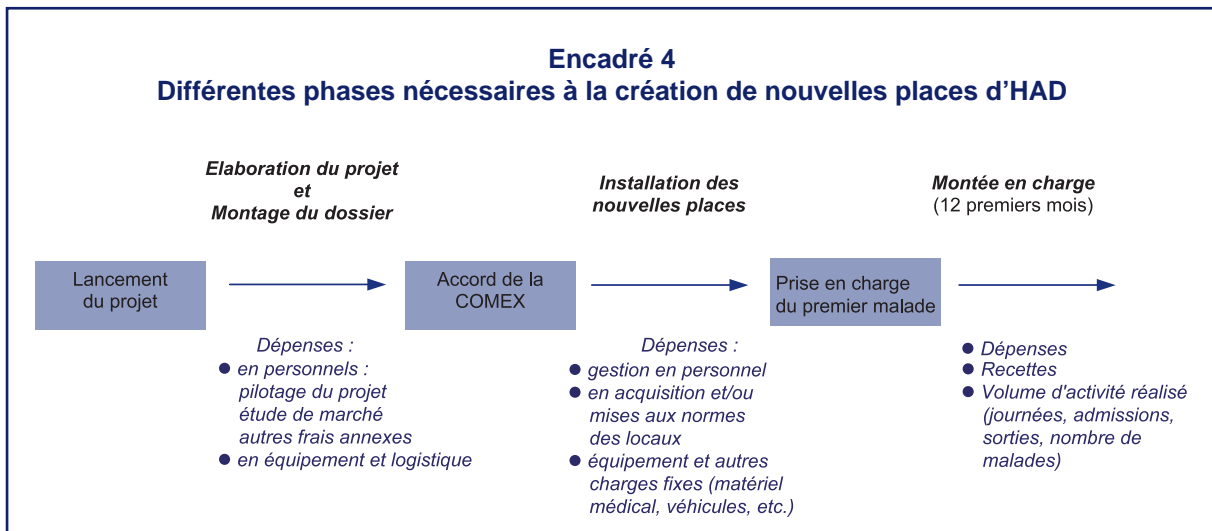 Encadré 4
Différentes phases nécessaires à la création de nouvelles places d'HAD
Elaboration du projet
et
Montage du dossier
Installation des
nouvelles places
Montée en charge
(12 premiers mois)
Lancement
du projet
Accord de la
COMEX
Prise en charge
du premier malade
Dépenses :
● en personnels :
pilotage du projet
étude de marché
autres frais annexes
● en équipement et logistique
Dépenses :
● gestion en personnel
● en acquisition et/ou
mises aux normes
des locaux
● équipement et autres
charges fixes (matériel
médical, véhicules, etc.)
● Dépenses
● Recettes
● Volume d'activité réalisé
(journées, admissions,
sorties, nombre de
malades)